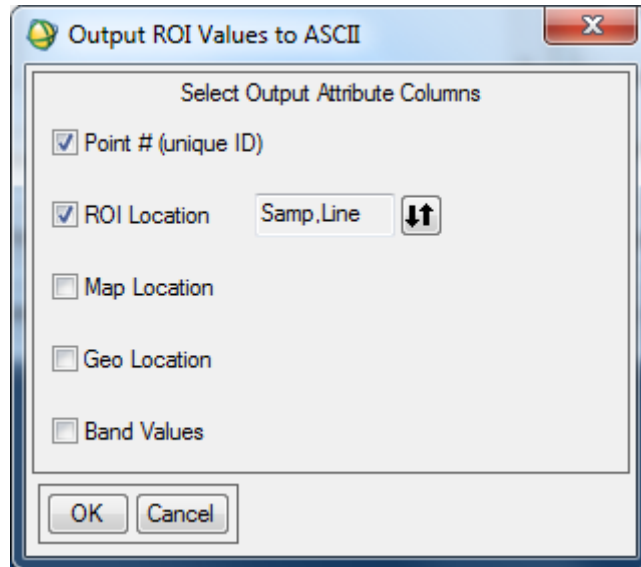 Output ROI Values to ASCII
Select Output Attribute Columns
Point # (unique ID)
ROI Location Samp,Line
Map Location
Geo Location
Band Values
OK Cancel